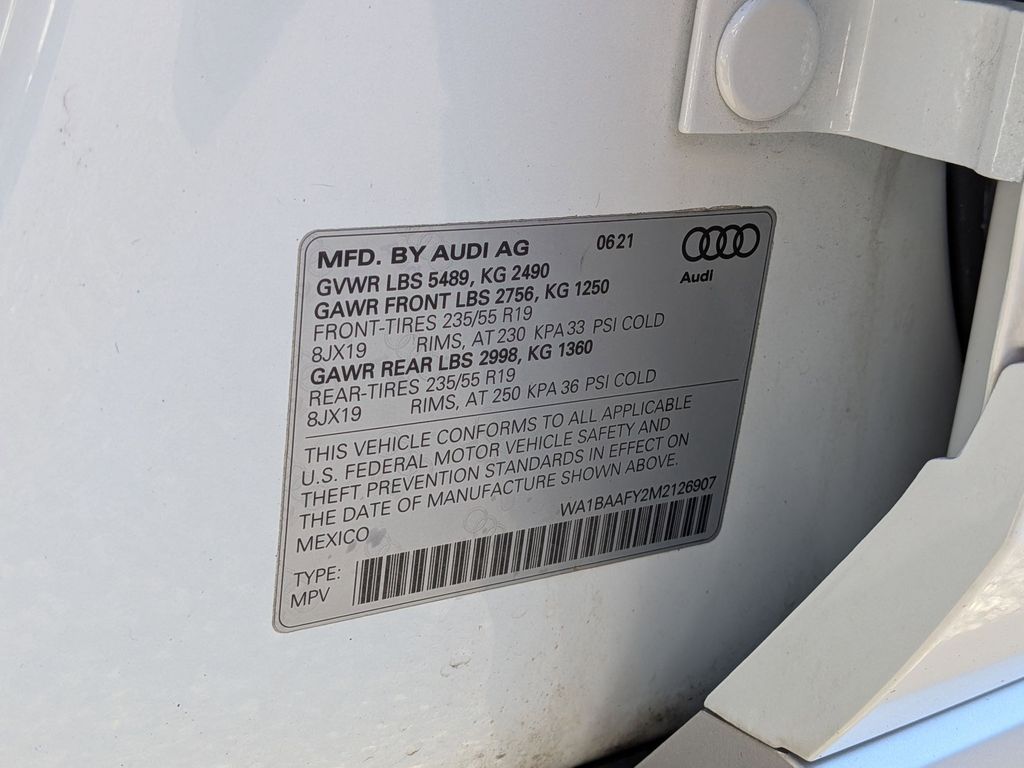 MFD. BY AUDI AG 0621
Audi
GVWR LBS 5489, KG 2490
GAWR FRONT LBS 2756, KG 1250
FRONT-TIRES 235/55 R19
8JX19 RIMS, AT 230 KPA 33 PSI COLD
GAWR REAR LBS 2998, KG 1360
REAR-TIRES 235/55 R19
8JX19 RIMS, AT 250 KPA 36 PSI COLD
THIS VEHICLE CONFORMS TO ALL APPLICABLE
U.S. FEDERAL MOTOR VEHICLE SAFETY AND
THEFT PREVENTION STANDARDS IN EFFECT ON
THE DATE OF MANUFACTURE SHOWN ABOVE.
MEXICO WA1BAAFY2M2126907
TYPE:
MPV